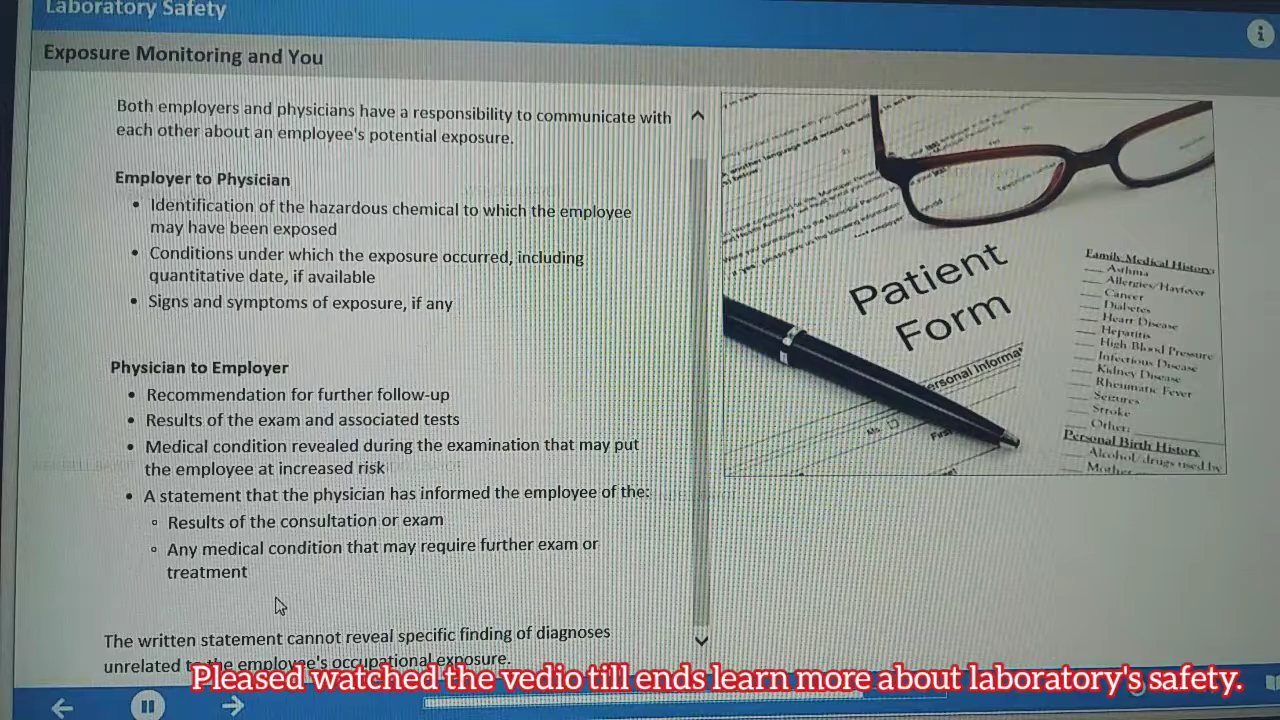 Laboratory Safety
Exposure Monitoring and You
Both employers and physicians have a responsibility to communicate with
each other about an employee's potential exposure.
Employer to Physician
• Identification of the hazardous chemical to which the employee
may have been exposed
• Conditions under which the exposure occurred, including
quantitative date, if available
• Signs and symptoms of exposure, if any
Physician to Employer
• Recommendation for further follow-up
• Results of the exam and associated tests
• Medical condition revealed during the examination that may put
the employee at increased risk
• A statement that the physician has informed the employee of the:
◦ Results of the consultation or exam
◦ Any medical condition that may require further exam or
treatment
The written statement cannot reveal specific finding of diagnoses
unrelated to the employee's occupational exposure.
Patient
Form
Family Medical History:
Asthma
Allergies/Hayfever
Cancer
Diabetes
Heart Disease
Hepatitis
High Blood Pressure
Infectious Disease
Kidney Disease
Rheumatic Fever
Seizures
Stroke
Other:
Personal Birth History
Alcohol/drugs used by
Mother
Ms
Pleased watched the vedio till ends learn more about laboratory's safety.